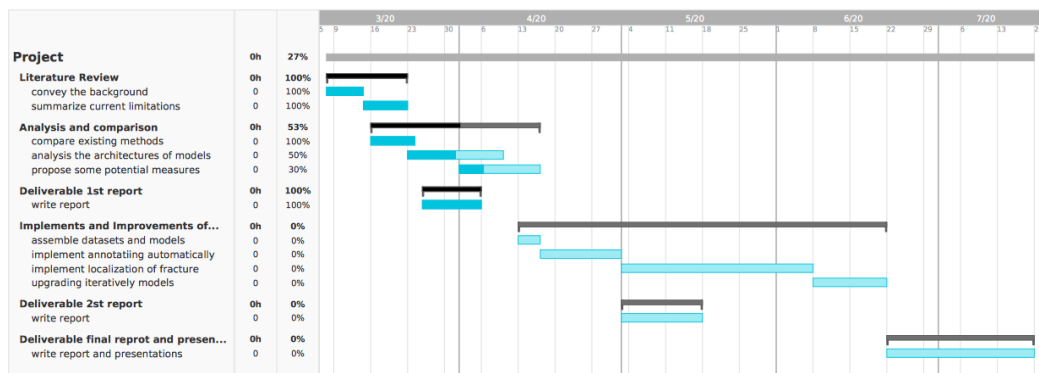 3/20 4/20 5/20 6/20 7/20
5 9 16 23 30 6 13 20 27 4 11 18 25 1 8 15 22 29 6 13 2
Project 0h 27%
Literature Review 0h 100%
convey the background 0 100%
summarize current limitations 0 100%
Analysis and comparison 0h 53%
compare existing methods 0 100%
analysis the architectures of models 0 50%
propose some potential measures 0 30%
Deliverable 1st report 0h 100%
write report 0 100%
Implements and Improvements of... 0h 0%
assemble datasets and models 0 0%
implement annotatiing automatically 0 0%
implement localization of fracture 0 0%
upgrading iteratively models 0 0%
Deliverable 2st report 0h 0%
write report 0 0%
Deliverable final reprot and presen... 0h 0%
write report and presentations 0 0%